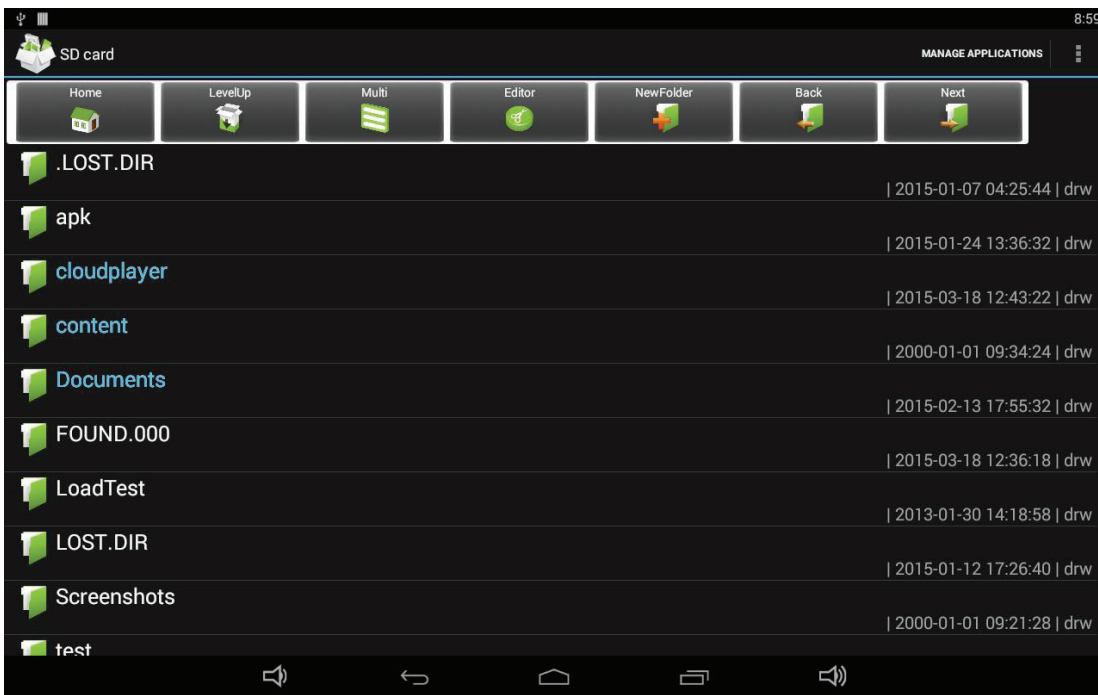 8:59
SD card
MANAGE APPLICATIONS
Home
LevelUp
Multi
Editor
NewFolder
Back
Next
.LOST.DIR
| 2015-01-07 04:25:44 | drw
apk
| 2015-01-24 13:36:32 | drw
cloudplayer
| 2015-03-18 12:43:22 | drw
content
| 2000-01-01 09:34:24 | drw
Documents
| 2015-02-13 17:55:32 | drw
FOUND.000
| 2015-03-18 12:36:18 | drw
LoadTest
| 2013-01-30 14:18:58 | drw
LOST.DIR
| 2015-01-12 17:26:40 | drw
Screenshots
| 2000-01-01 09:21:28 | drw
test